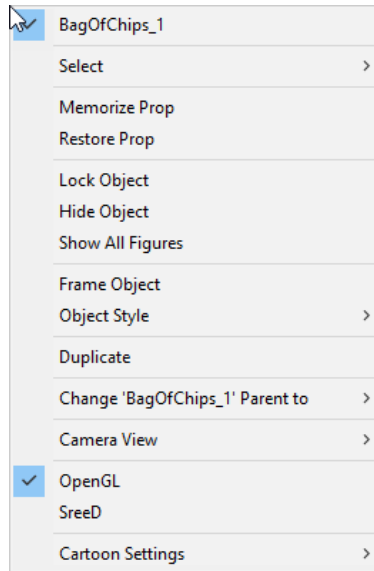 BagOfChips_1
Select
Memorize Prop
Restore Prop
Lock Object
Hide Object
Show All Figures
Frame Object
Object Style
Duplicate
Change 'BagOfChips_1' Parent to
Camera View
OpenGL
SreeD
Cartoon Settings